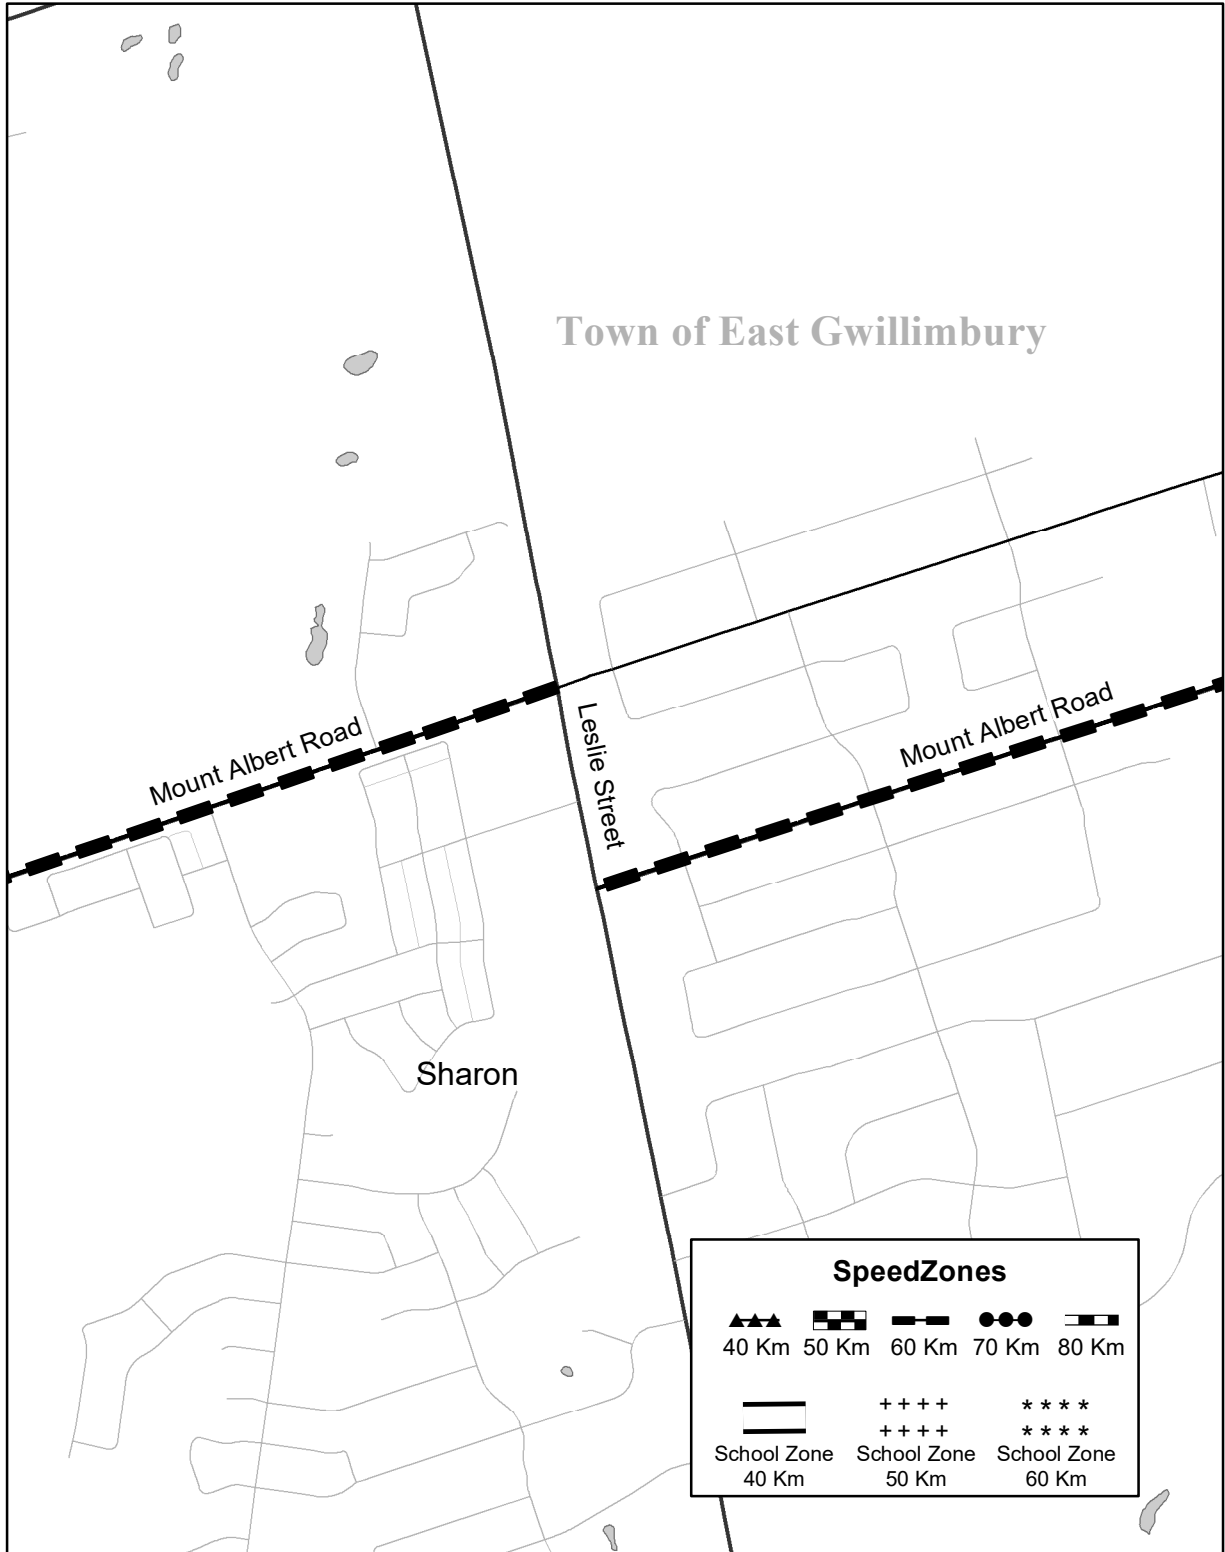 Town of East Gwillimbury
Mount Albert Road
Leslie Street
Mount Albert Road
Sharon
SpeedZones
40 Km 50 Km 60 Km 70 Km 80 Km
++++ ****
++++ ****
School Zone School Zone School Zone
40 Km 50 Km 60 Km